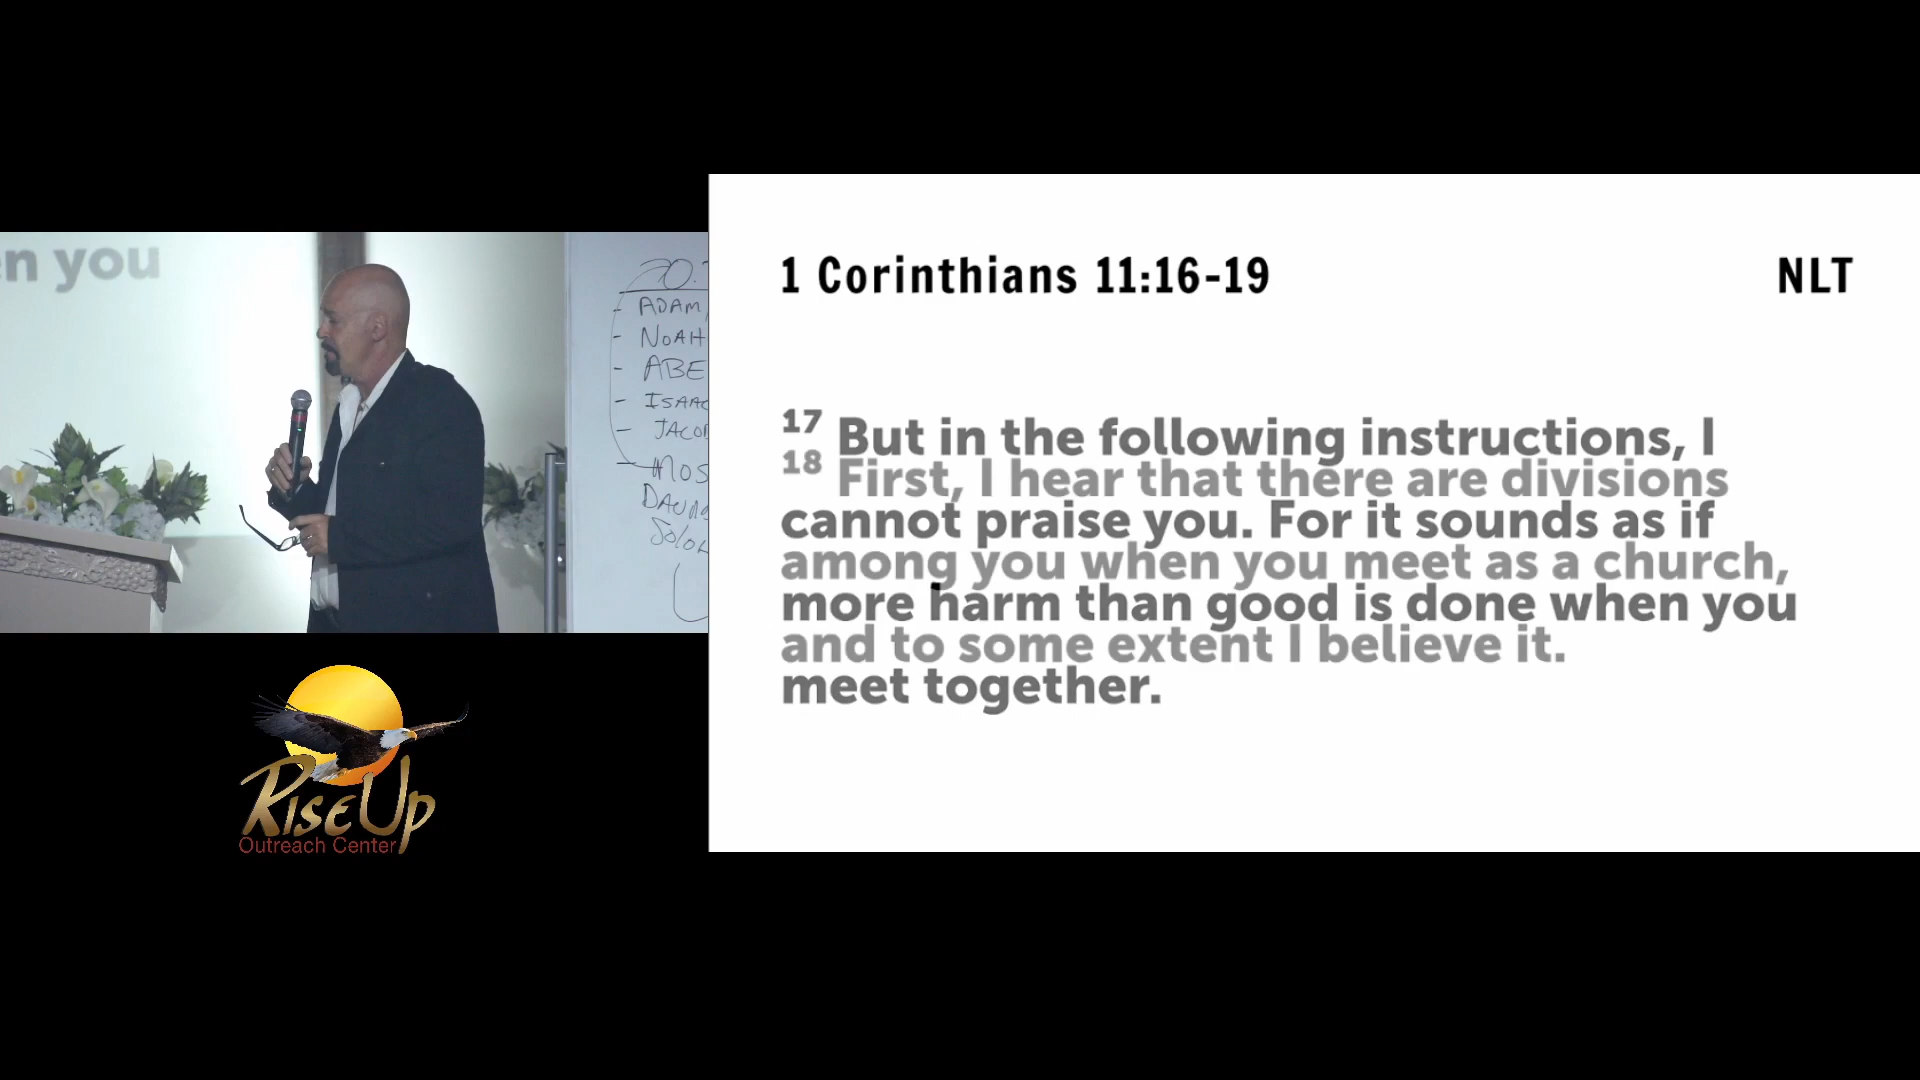 en you
ADAM
NOAH
ABE
ISAAC
JACOB
MOS
Solo
RiseUp
Outreach Center
1 Corinthians 11:16-19
NLT
17 But in the following instructions, I
18 First, I hear that there are divisions
cannot praise you. For it sounds as if
among you when you meet as a church,
more harm than good is done when you
and to some extent I believe it.
meet together.